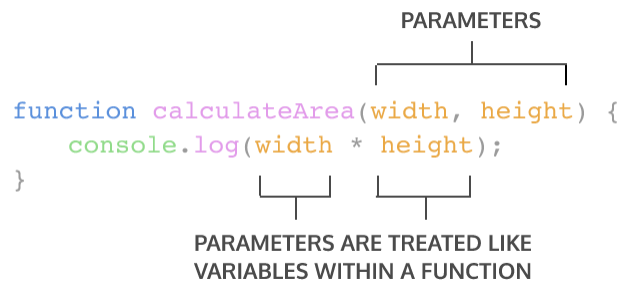 PARAMETERS
function calculateArea(width, height) {
console.log(width * height);
}
PARAMETERS ARE TREATED LIKE
VARIABLES WITHIN A FUNCTION